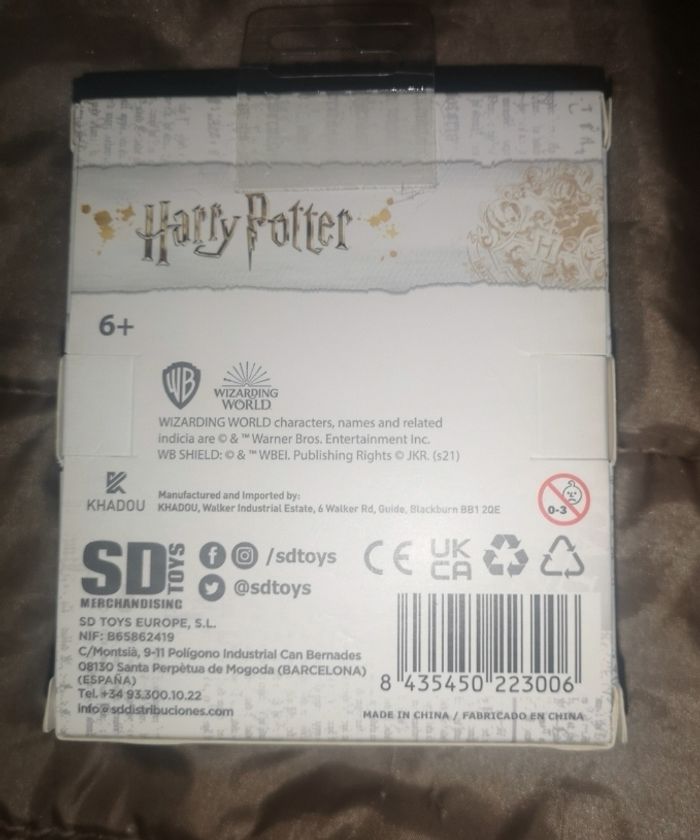 Harry Potter
6+
WB
WIZARDING
WORLD
WIZARDING WORLD characters, names and related
indicia are © & ™ Warner Bros. Entertainment Inc.
WB SHIELD: © & ™ WBEI. Publishing Rights © JKR. (s21)
KHADOU
Manufactured and Imported by:
KHADOU, Walker Industrial Estate, 6 Walker Rd, Guide, Blackburn BB1 2QE
0-3
SD TOYS
MERCHANDISING
/sdtoys
@sdtoys
CE
UK
CA
SD TOYS EUROPE, S.L.
NIF: B65862419
C/Montsià, 9-11 Polígono Industrial Can Bernades
08130 Santa Perpètua de Mogoda (BARCELONA)
(ESPAÑA)
Tel. +34 93.300.10.22
info@sddistribuciones.com
8 435450 223006
MADE IN CHINA / FABRICADO EN CHINA